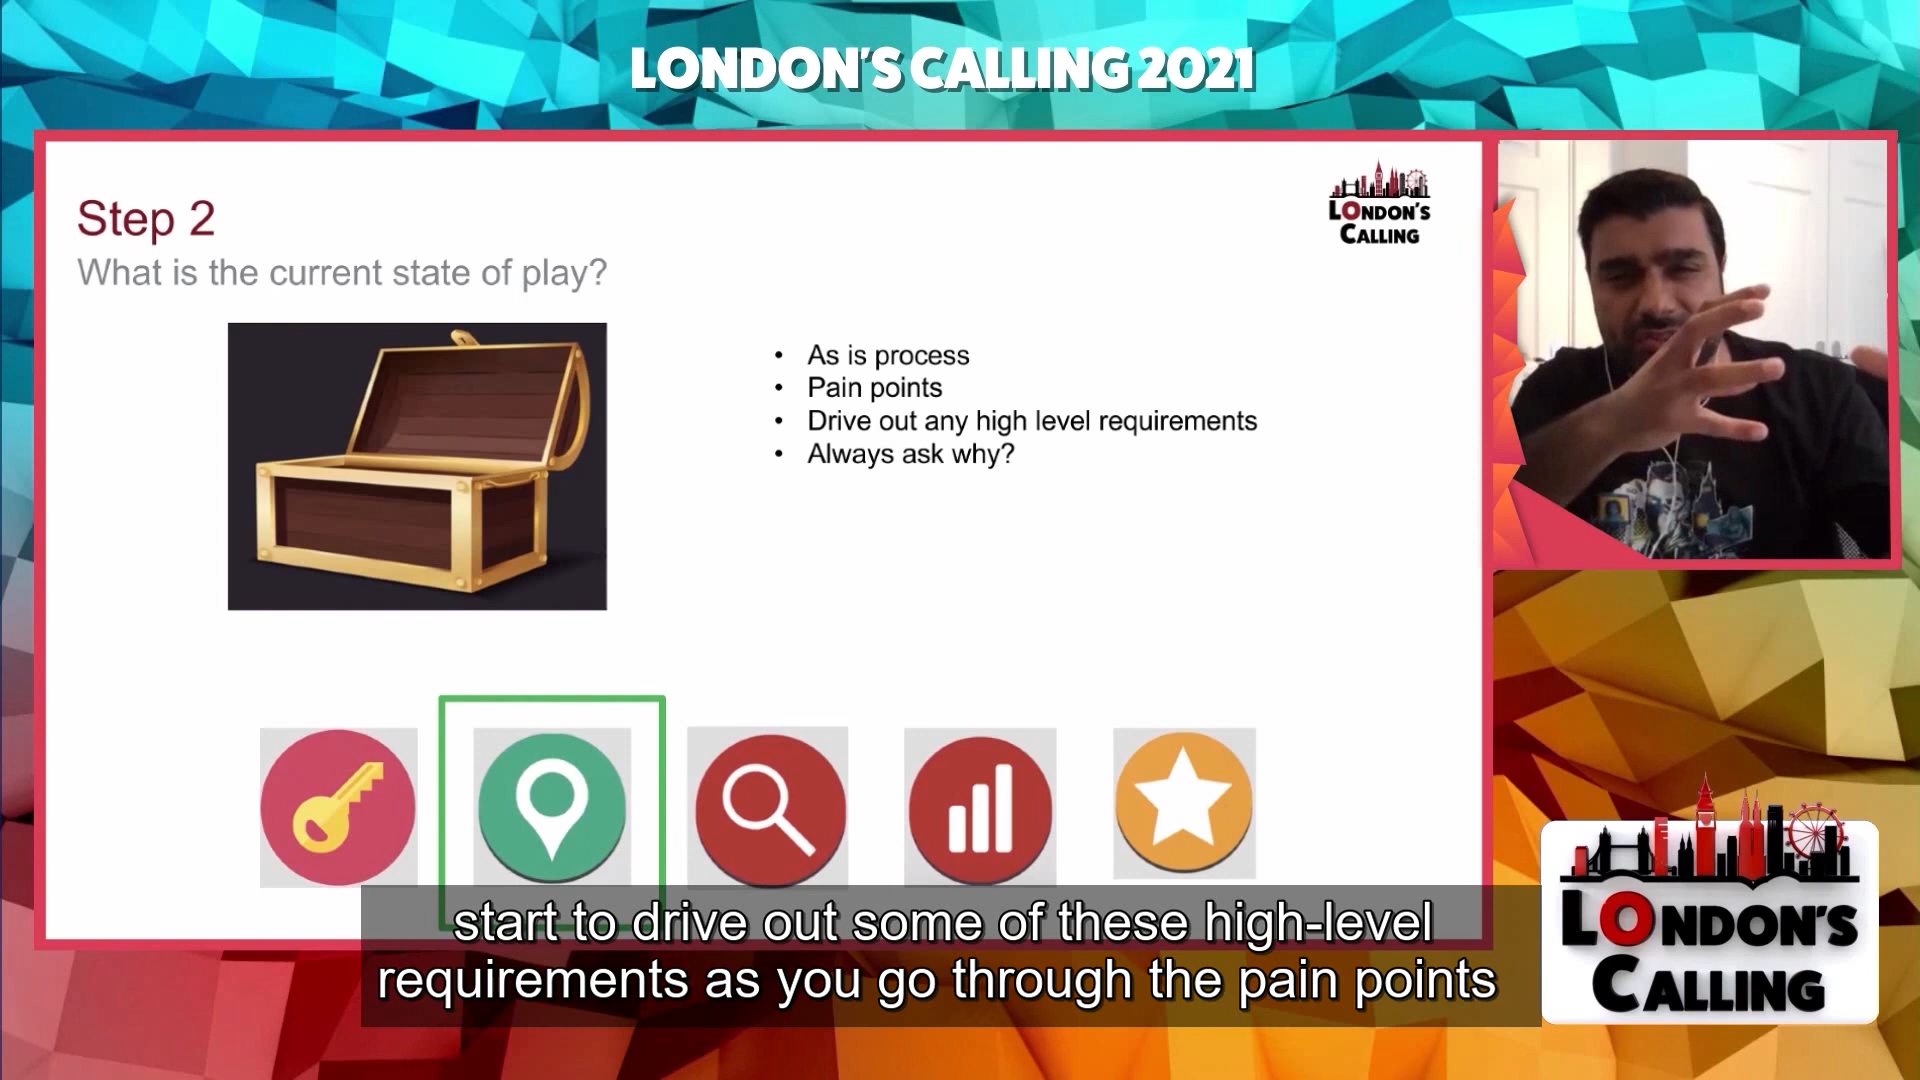 LONDON'S CALLING 2021
Step 2
What is the current state of play?
LONDON'S
CALLING
• As is process
• Pain points
• Drive out any high level requirements
• Always ask why?
start to drive out some of these high-level
requirements as you go through the pain points
LONDON'S
CALLING